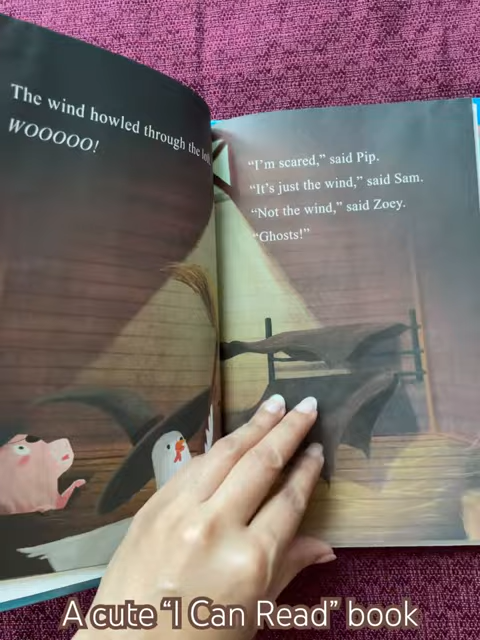 The wind howled through the
WOOOOO!
“I’m scared,” said Pip.
“It’s just the wind,” said Sam.
“Not the wind,” said Zoey.
“Ghosts!”
A cute “I Can Read” book